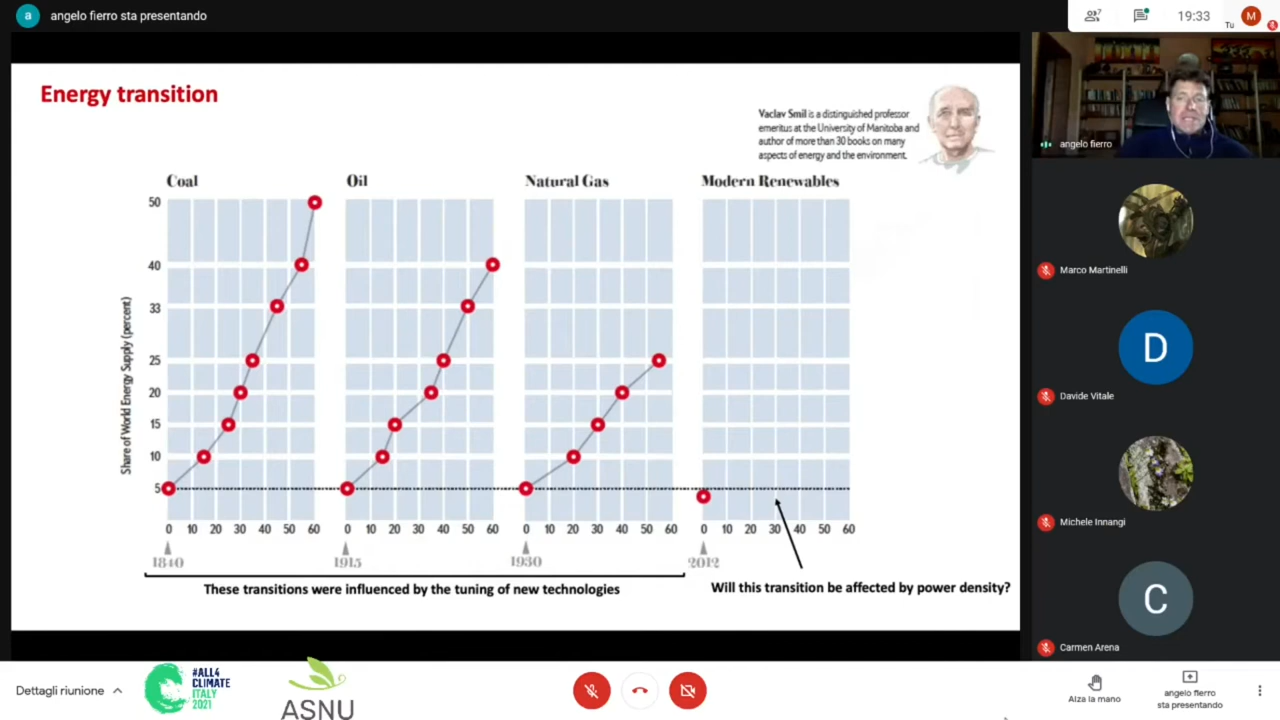 a
angelo fierro sta presentando
7
19:33
Tu
M
Energy transition
Vaclav Smil is a distinguished professor
emeritus at the University of Manitoba and
author of more than 30 books on many
aspects of energy and the environment.
angelo fierro
Coal
Oil
Natural Gas
Modern Renewables
Share of World Energy Supply (percent)
50
40
33
25
20
15
10
5
0 10 20 30 40 50 60
0 10 20 30 40 50 60
0 10 20 30 40 50 60
0 10 20 30 40 50 60
1840
1915
1930
2012
These transitions were influenced by the tuning of new technologies
Will this transition be affected by power density?
Marco Martinelli
D
Davide Vitale
Michele Innangi
C
Carmen Arena
Dettagli riunione
#ALL4
CLIMATE
ITALY
2021
ASNU
Alza la mano
angelo fierro
sta presentando